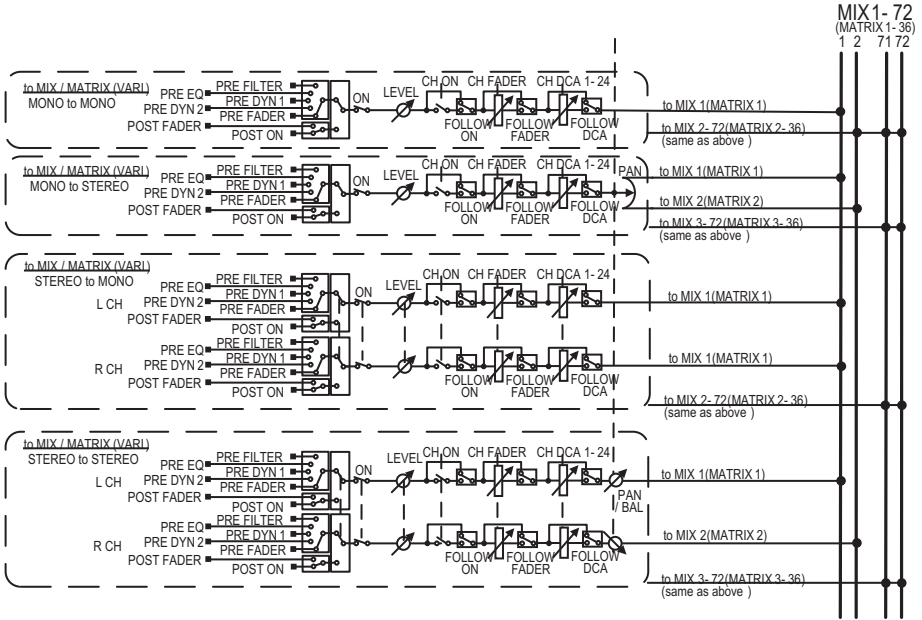 MIX 1- 72
(MATRIX 1- 36)
1 2 71 72
to MIX / MATRIX (VARI.)
MONO to MONO
PRE FILTER
PRE EQ
PRE DYN 1
PRE DYN 2
PRE FADER
POST FADER
POST ON
ON
LEVEL
CH ON
CH FADER
CH DCA 1- 24
FOLLOW ON
FOLLOW FADER
FOLLOW DCA
to MIX 1(MATRIX 1)
to MIX 2- 72(MATRIX 2- 36)
(same as above )
to MIX / MATRIX (VARI.)
MONO to STEREO
PRE FILTER
PRE EQ
PRE DYN 1
PRE DYN 2
PRE FADER
POST FADER
POST ON
ON
LEVEL
CH ON
CH FADER
CH DCA 1- 24
FOLLOW ON
FOLLOW FADER
FOLLOW DCA
PAN
to MIX 1(MATRIX 1)
to MIX 2(MATRIX 2)
to MIX 3- 72(MATRIX 3- 36)
(same as above )
to MIX / MATRIX (VARI.)
STEREO to MONO
L CH
PRE FILTER
PRE EQ
PRE DYN 1
PRE DYN 2
PRE FADER
POST FADER
POST ON
ON
LEVEL
CH ON
CH FADER
CH DCA 1- 24
to MIX 1(MATRIX 1)
R CH
PRE FILTER
PRE EQ
PRE DYN 1
PRE DYN 2
PRE FADER
POST FADER
POST ON
FOLLOW ON
FOLLOW FADER
FOLLOW DCA
to MIX 1(MATRIX 1)
to MIX 2- 72(MATRIX 2- 36)
(same as above )
to MIX / MATRIX (VARI.)
STEREO to STEREO
L CH
PRE FILTER
PRE EQ
PRE DYN 1
PRE DYN 2
PRE FADER
POST FADER
POST ON
ON
LEVEL
CH ON
CH FADER
CH DCA 1- 24
PAN
/ BAL
to MIX 1(MATRIX 1)
R CH
PRE FILTER
PRE EQ
PRE DYN 1
PRE DYN 2
PRE FADER
POST FADER
POST ON
FOLLOW ON
FOLLOW FADER
FOLLOW DCA
to MIX 2(MATRIX 2)
to MIX 3- 72(MATRIX 3- 36)
(same as above )